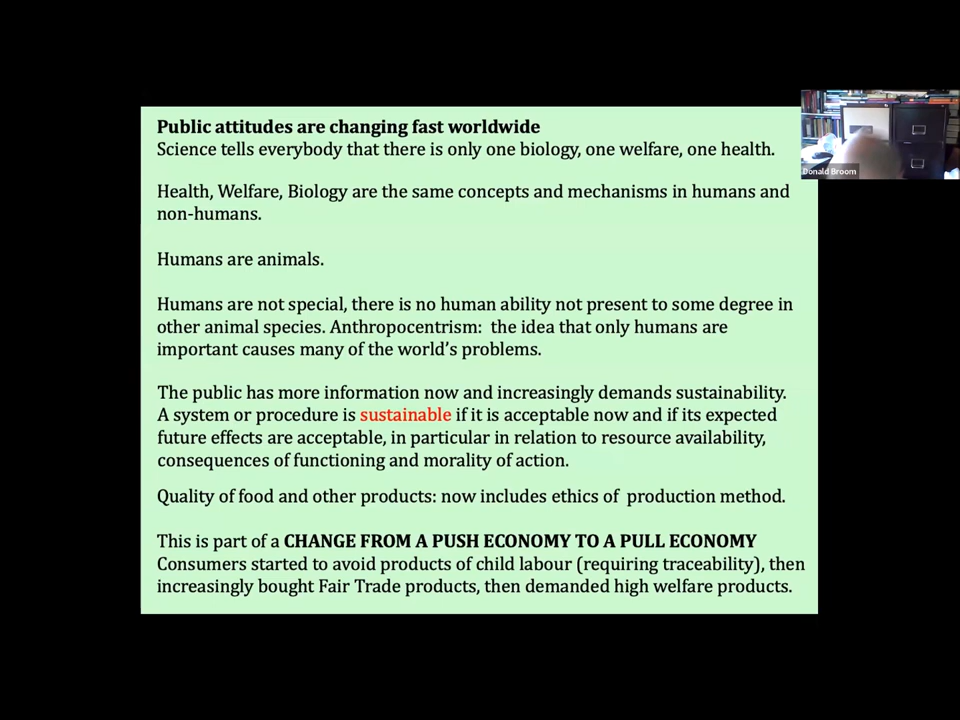 Public attitudes are changing fast worldwide
Science tells everybody that there is only one biology, one welfare, one health.
Health, Welfare, Biology are the same concepts and mechanisms in humans and
non-humans.
Humans are animals.
Humans are not special, there is no human ability not present to some degree in
other animal species. Anthropocentrism:  the idea that only humans are
important causes many of the world's problems.
The public has more information now and increasingly demands sustainability.
A system or procedure is sustainable if it is acceptable now and if its expected
future effects are acceptable, in particular in relation to resource availability,
consequences of functioning and morality of action.
Quality of food and other products: now includes ethics of  production method.
This is part of a CHANGE FROM A PUSH ECONOMY TO A PULL ECONOMY
Consumers started to avoid products of child labour (requiring traceability), then
increasingly bought Fair Trade products, then demanded high welfare products.
Donald Broom